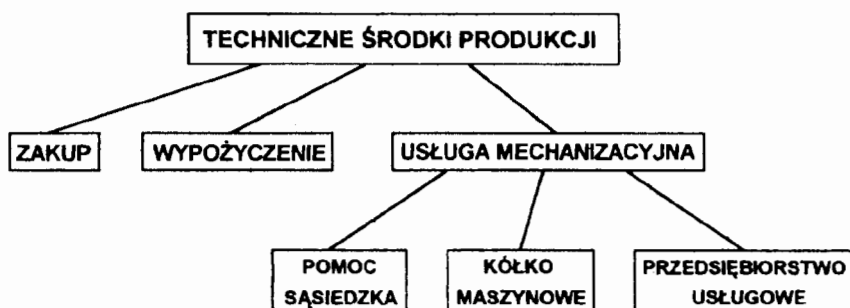 TECHNICZNE ŚRODKI PRODUKCJI
ZAKUP
WYPOŻYCZENIE
USŁUGA MECHANIZACYJNA
POMOC
SĄSIEDZKA
KÓŁKO
MASZYNOWE
PRZEDSIĘBIORSTWO
USŁUGOWE